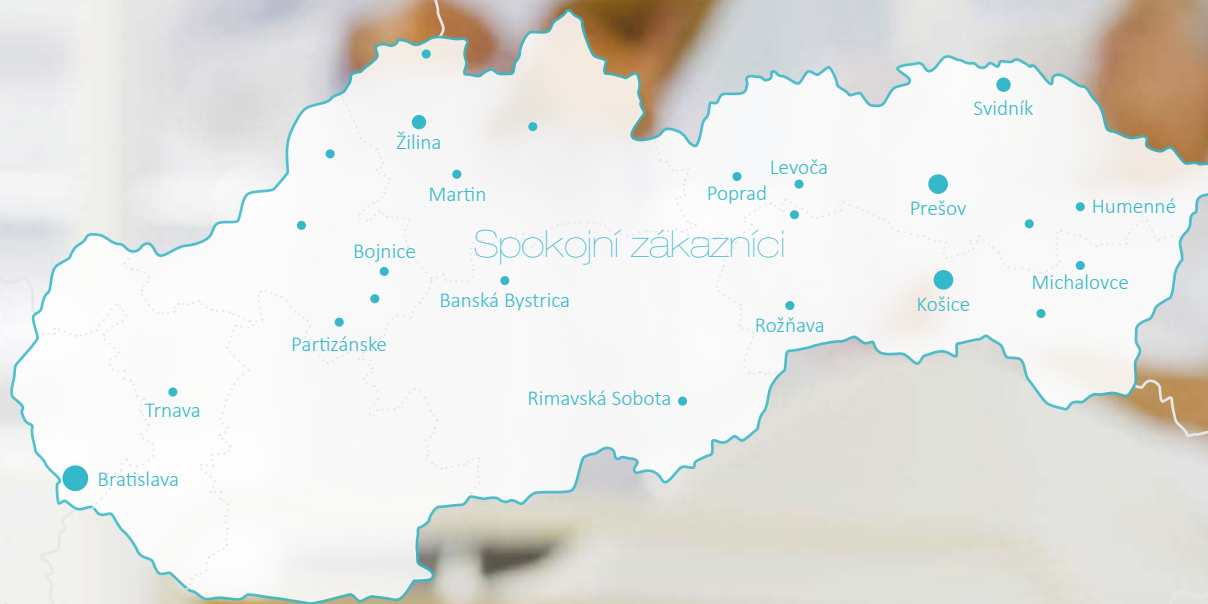 Svidník
Žilina
Levoča
Martin
Poprad
Prešov
Humenné
Spokojní zákazníci
Bojnice
Michalovce
Banská Bystrica
Košice
Rožňava
Partizánske
Rimavská Sobota
Trnava
Bratislava